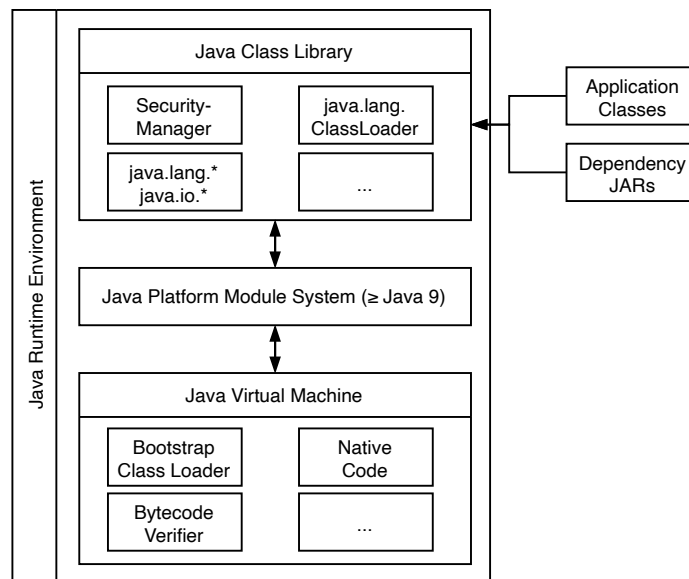 Java Runtime Environment
Java Class Library
Security-
Manager
java.lang.
ClassLoader
java.lang.*
java.io.*
...
Application
Classes
Dependency
JARs
Java Platform Module System (≥ Java 9)
Java Virtual Machine
Bootstrap
Class Loader
Native
Code
Bytecode
Verifier
...